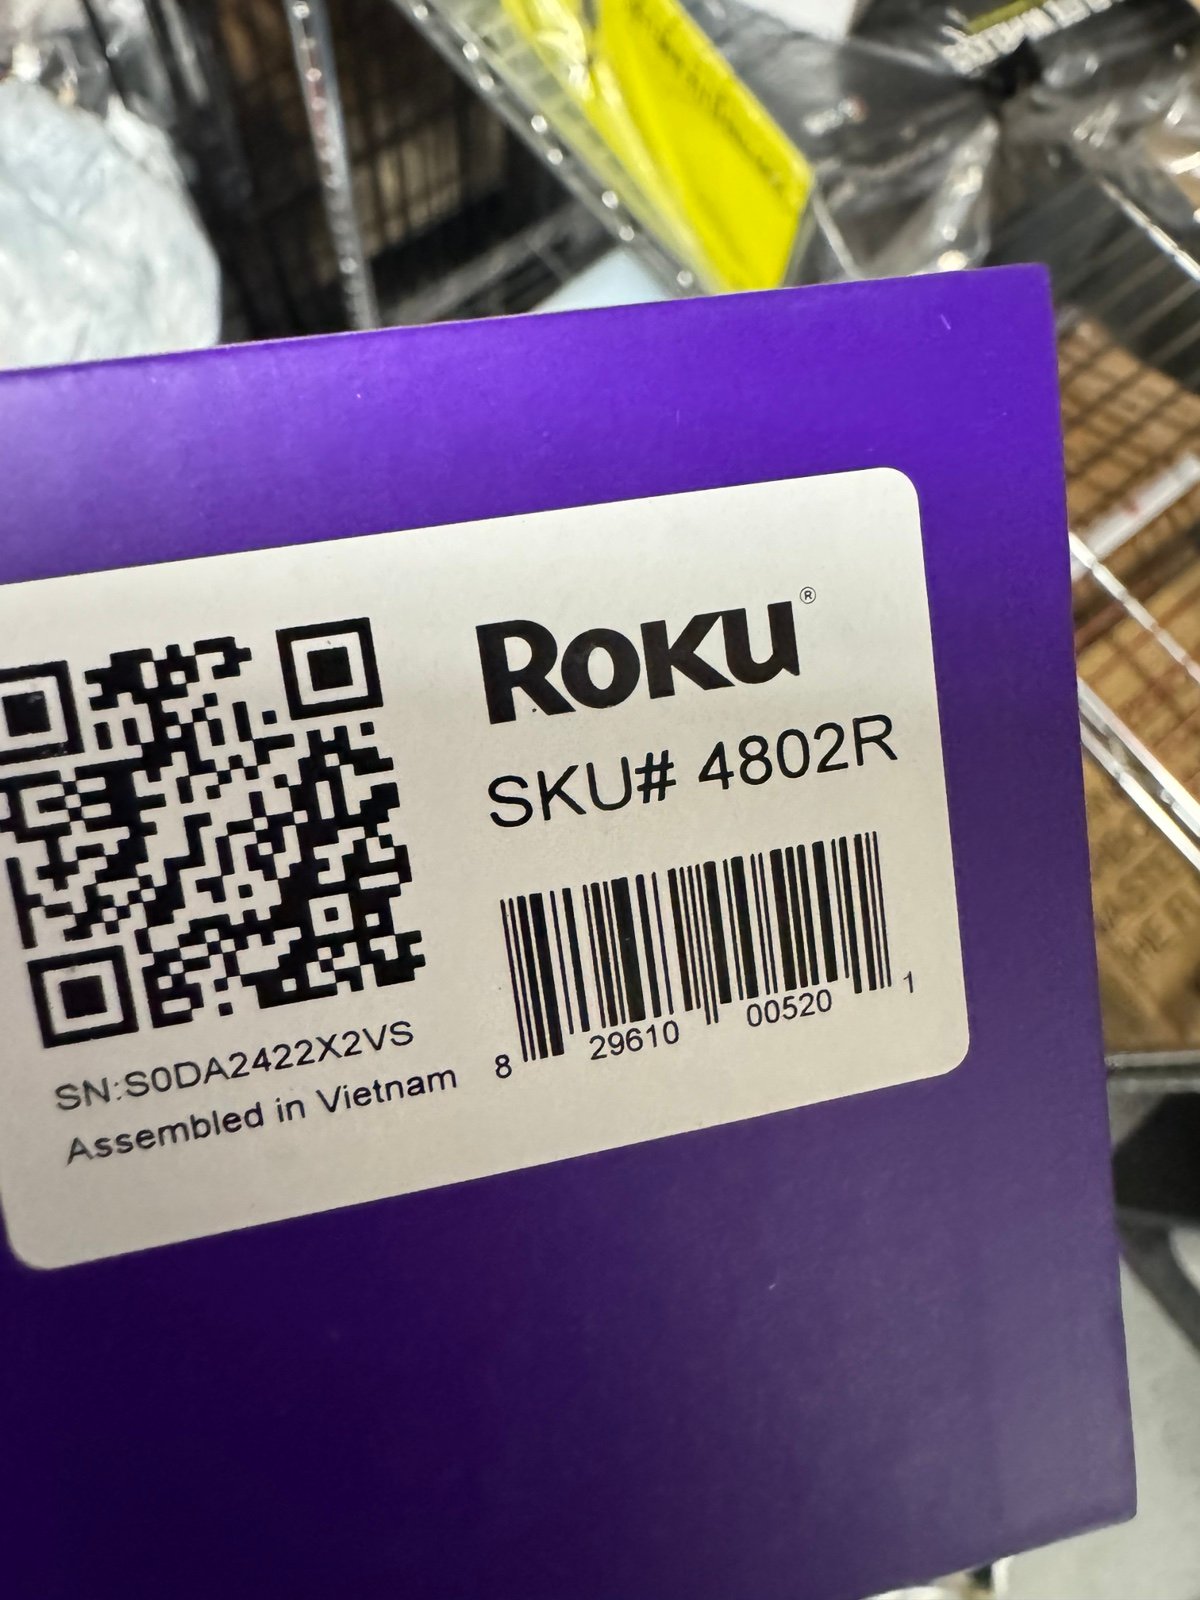 Roku®
SKU# 4802R
8 29610 00520 1
SN:S0DA2422X2VS
Assembled in Vietnam